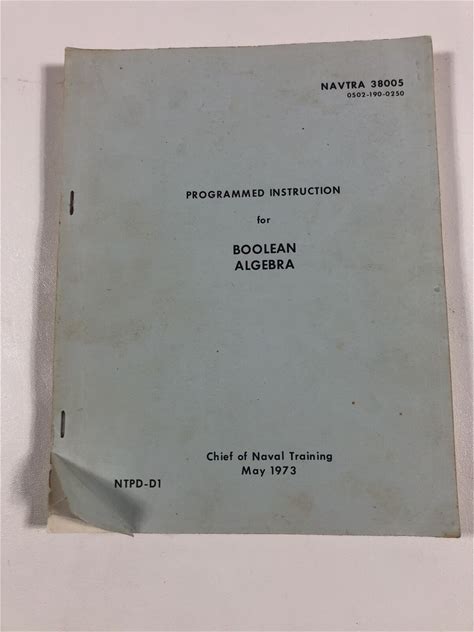 NAVTRA 38005
0502-190-0250
PROGRAMMED INSTRUCTION
for
BOOLEAN
ALGEBRA
Chief of Naval Training
May 1973
NTPD-D1